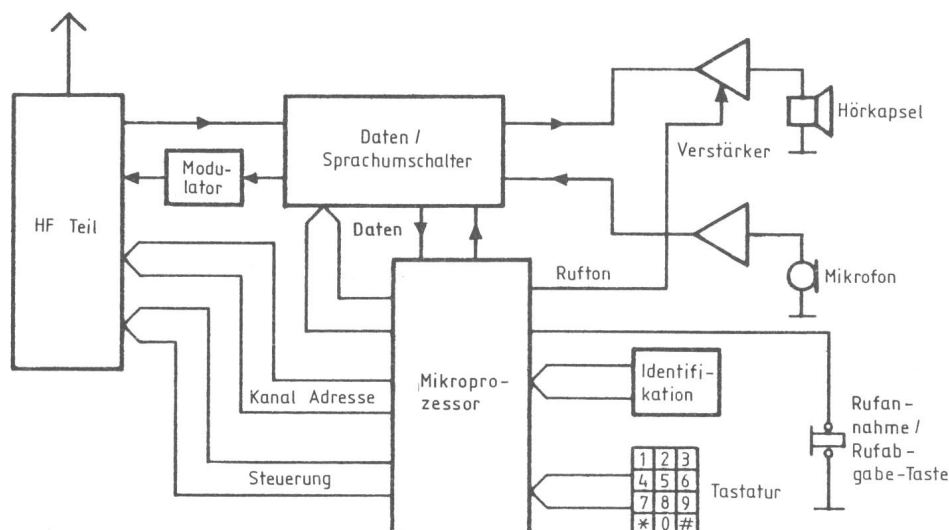 Daten /
Sprachumschalter
Hörkapsel
Verstärker
Modu-
lator
HF Teil
Daten
Rufton
Mikrofon
Mikropro-
zessor
Identifi-
kation
Kanal Adresse
Rufan-
nahme /
Rufab-
gabe-Taste
Steuerung
1 2 3
4 5 6
7 8 9
* 0 #
Tastatur